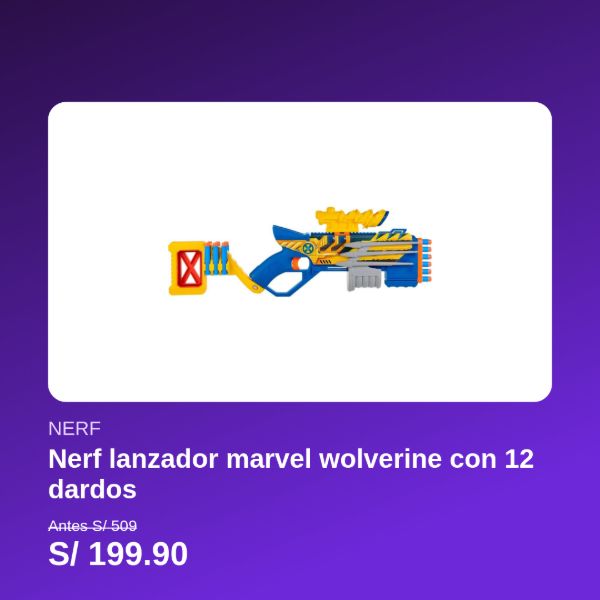 NERF
Nerf lanzador marvel wolverine con 12
dardos
Antes S/ 509
S/ 199.90